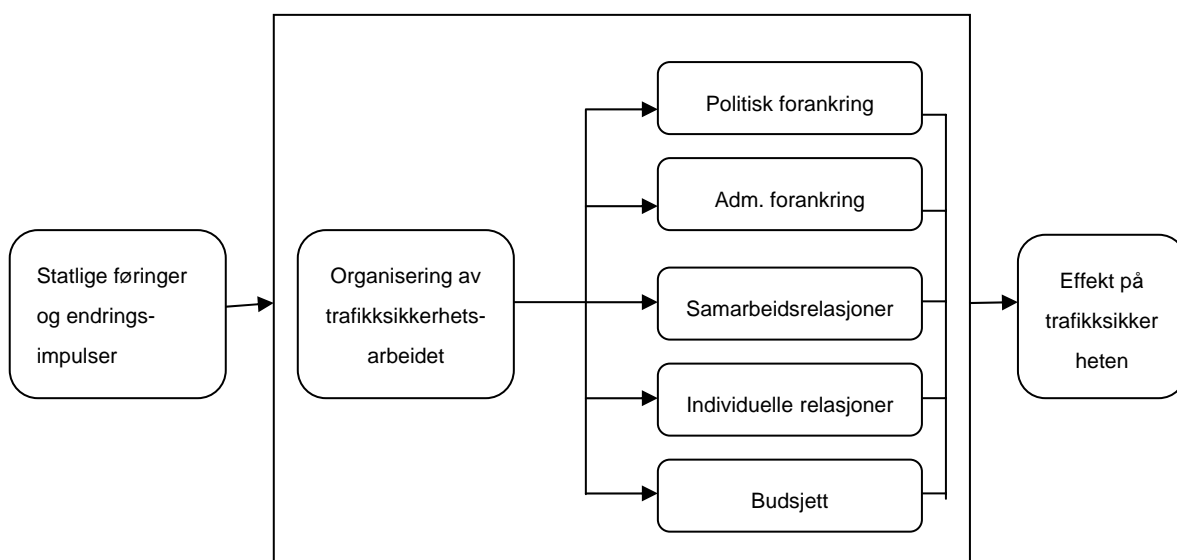 Statlige føringer
og endrings-
impulser
Organisering av
trafikksikkerhets-
arbeidet
Politisk forankring
Adm. forankring
Samarbeidsrelasjoner
Individuelle relasjoner
Budsjett
Effekt på
trafikksikker
heten